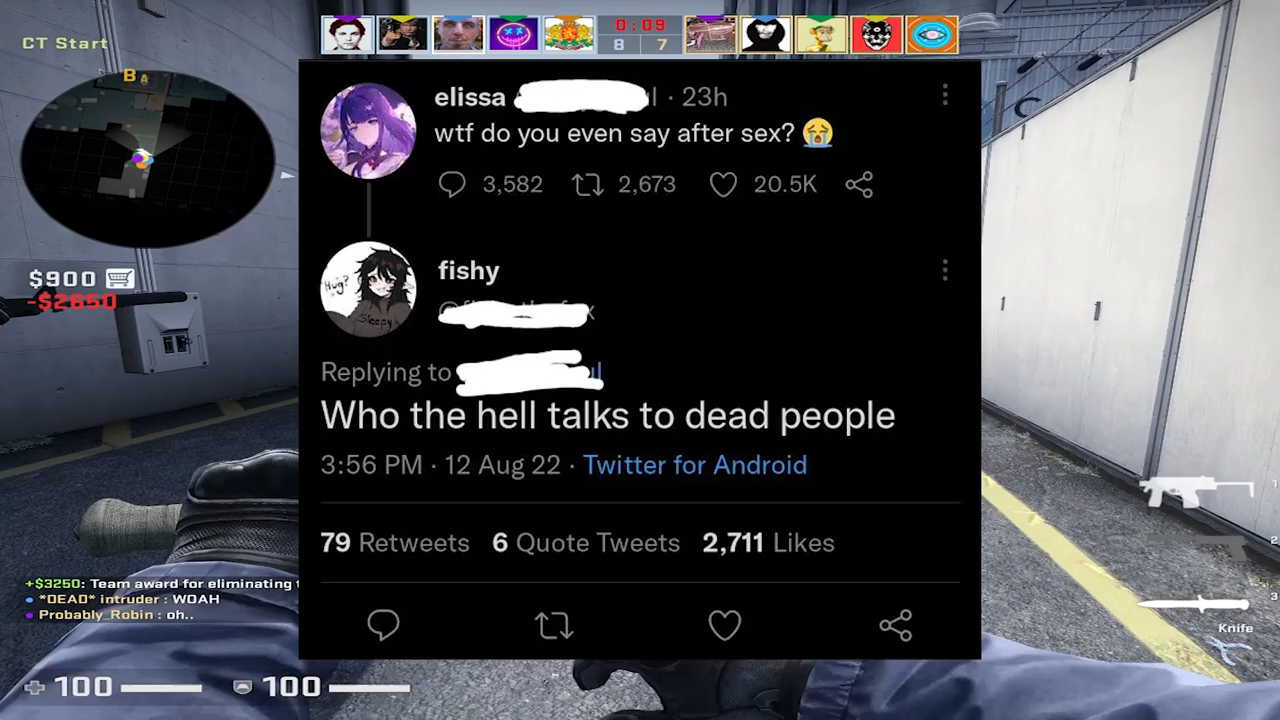 CT Start
B A
0:09
8 7
$900
-$2650
elissa · 23h
wtf do you even say after sex? 😭
3,582 2,673 20.5K
Hug?
Sleepy
fishy
Replying to
Who the hell talks to dead people
3:56 PM · 12 Aug 22 · Twitter for Android
79 Retweets 6 Quote Tweets 2,711 Likes
+$3250: Team award for eliminating
*DEAD* intruder : WOAH
Probably_Robin : oh..
100 100
1
2
3
Knife